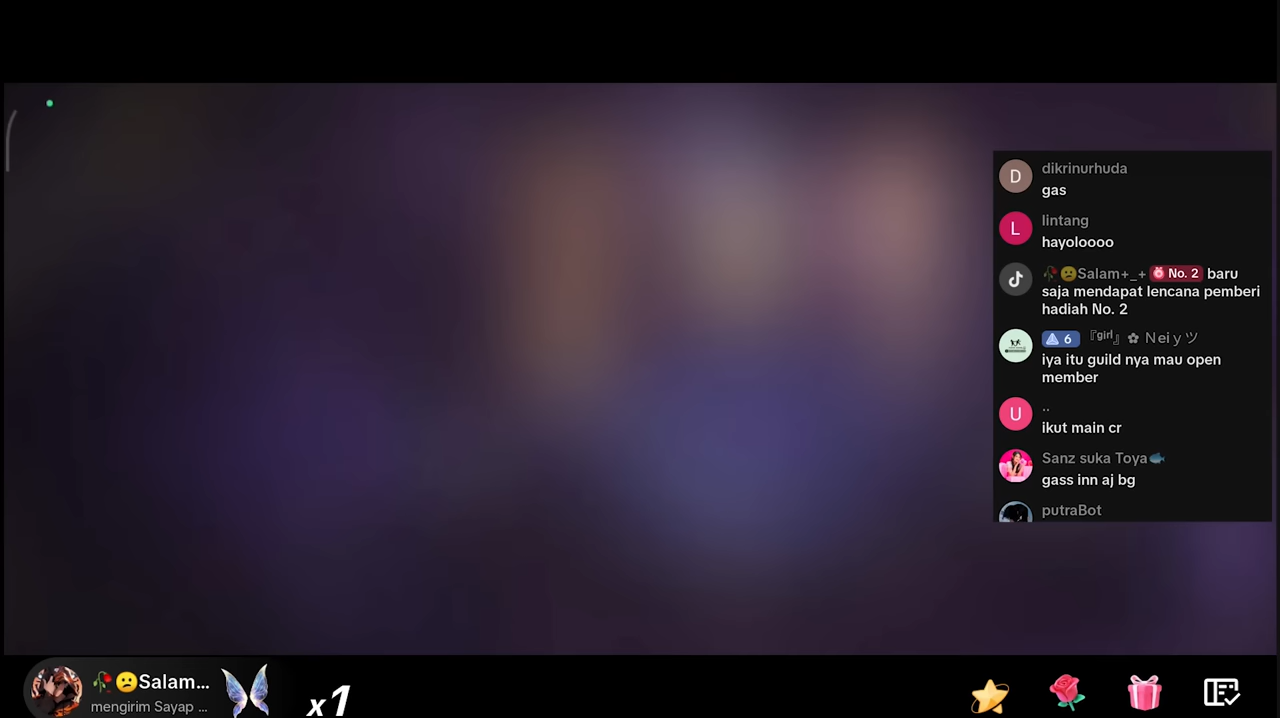 D
dikrinurhuda
gas
L
lintang
hayoloooo
🥀😕Salam+_+ No. 2 baru
saja mendapat lencana pemberi
hadiah No. 2
6 『ᵍⁱʳˡ』✿ Ｎｅiｙツ
iya itu guild nya mau open
member
U
..
ikut main cr
Sanz suka Toya🐟
gass inn aj bg
putraBot
🥀😕Salam...
mengirim Sayap ...
x1